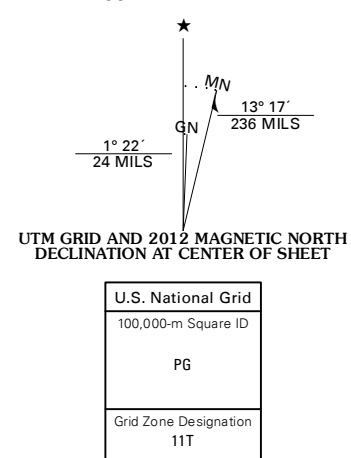 ★
MN
GN
13° 17´
236 MILS
1° 22´
24 MILS
UTM GRID AND 2012 MAGNETIC NORTH
DECLINATION AT CENTER OF SHEET
U.S. National Grid
100,000-m Square ID
PG
Grid Zone Designation
11T